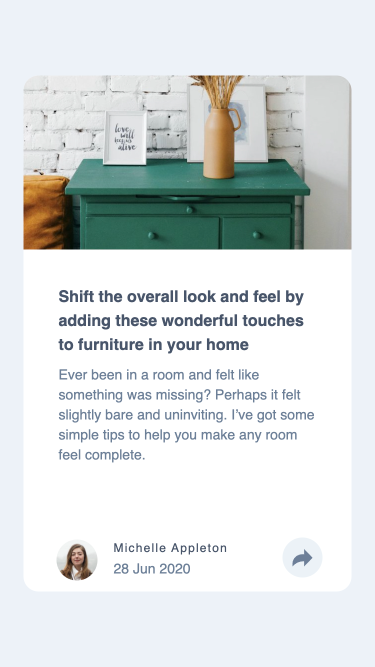 love
will
keep us
alive
Shift the overall look and feel by
adding these wonderful touches
to furniture in your home
Ever been in a room and felt like
something was missing? Perhaps it felt
slightly bare and uninviting. I’ve got some
simple tips to help you make any room
feel complete.
Michelle Appleton
28 Jun 2020